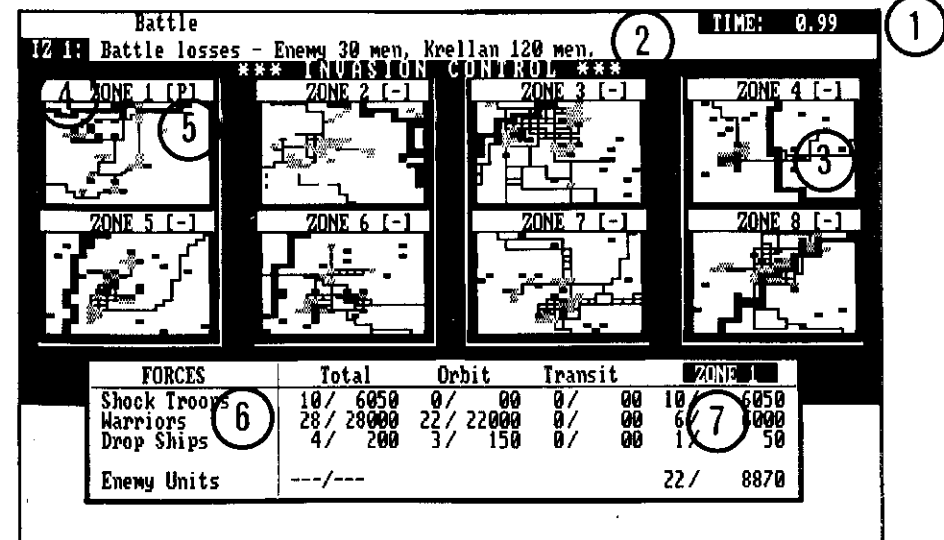 Battle TIME: 0.99 1
IZ 1: Battle losses - Enemy 30 men, Krellan 120 men. 2
*** INVASION CONTROL ***
4 ZONE 1 [P] ZONE 2 [-] ZONE 3 [-] ZONE 4 [-]
5 3
ZONE 5 [-] ZONE 6 [-] ZONE 7 [-] ZONE 8 [-]
FORCES Total Orbit Transit ZONE 1
Shock Troops 10/ 6050 0/ 00 0/ 00 10/ 6050
Warriors 28/ 28000 22/ 22000 0/ 00 6/
Drop Ships 4/ 200 3/ 150 0/ 00 1/ 50
6 7
Enemy Units ---/--- 22/ 8870